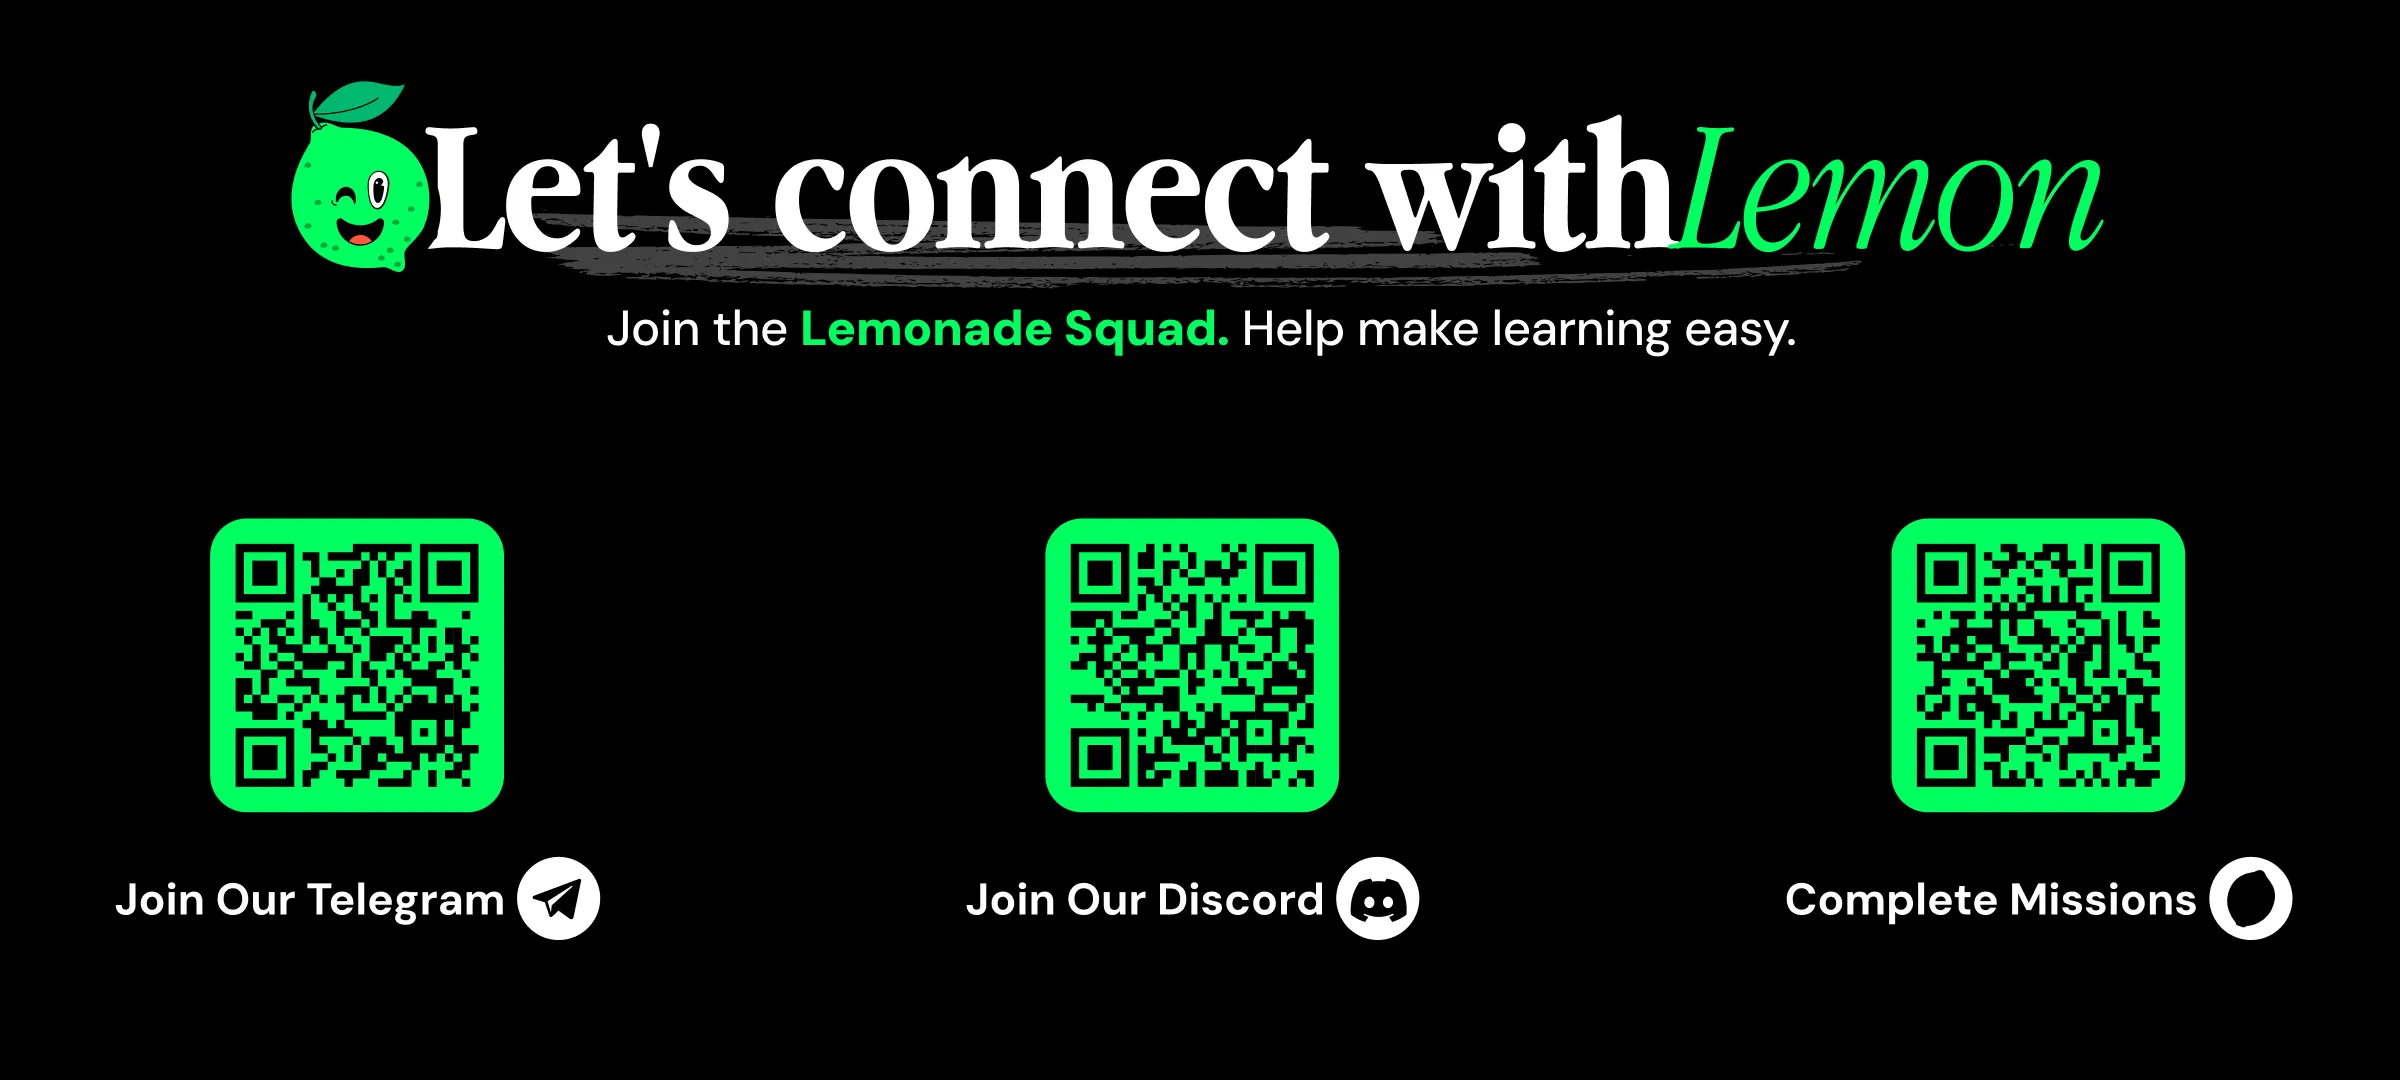 Let's connect with Lemon
Join the Lemonade Squad. Help make learning easy.
Join Our Telegram
Join Our Discord
Complete Missions